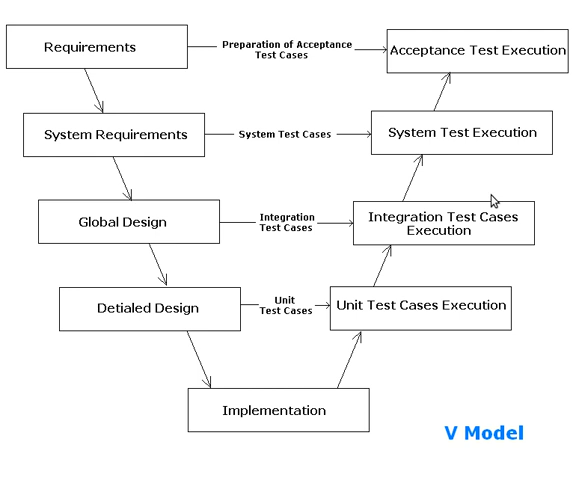 Requirements
Preparation of Acceptance
Test Cases
Acceptance Test Execution
System Requirements
System Test Cases
System Test Execution
Global Design
Integration
Test Cases
Integration Test Cases
Execution
Detialed Design
Unit
Test Cases
Unit Test Cases Execution
Implementation
V Model